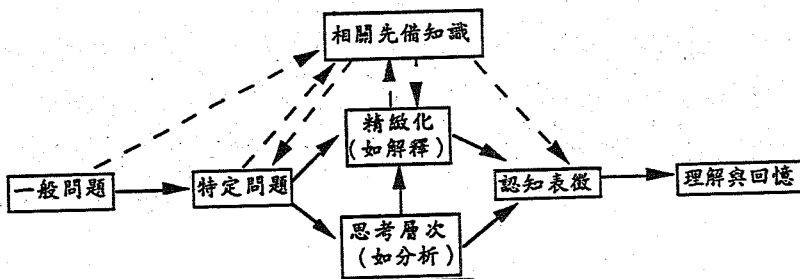 相關先備知識
精緻化
(如解釋)
一般問題
特定問題
認知表徵
理解與回憶
思考層次
(如分析)